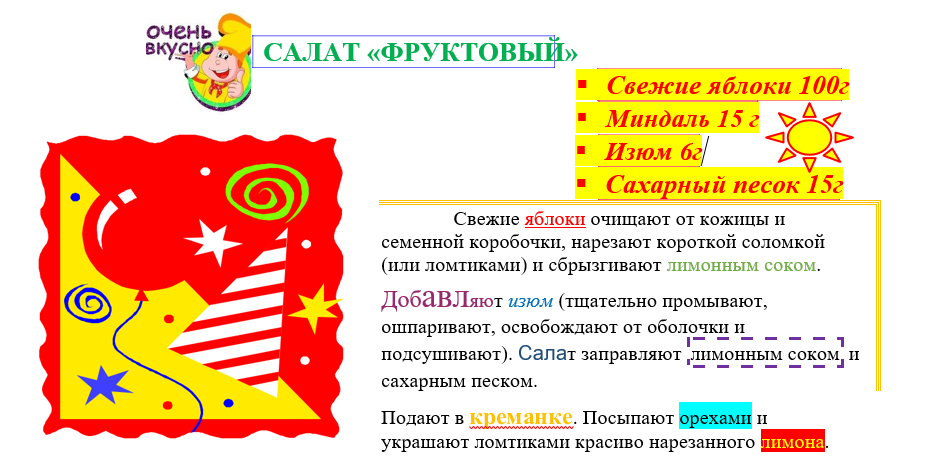 ОЧЕНЬ
ВКУСНО
САЛАТ «ФРУКТОВЫЙ»
▪ Свежие яблоки 100г
▪ Миндаль 15 г
▪ Изюм 6г/
▪ Сахарный песок 15г
Свежие яблоки очищают от кожицы и
семенной коробочки, нарезают короткой соломкой
(или ломтиками) и сбрызгивают лимонным соком.
Добавляют изюм (тщательно промывают,
ошпаривают, освобождают от оболочки и
подсушивают). Салат заправляют лимонным соком и
сахарным песком.
Подают в креманке. Посыпают орехами и
украшают ломтиками красиво нарезанного лимона.